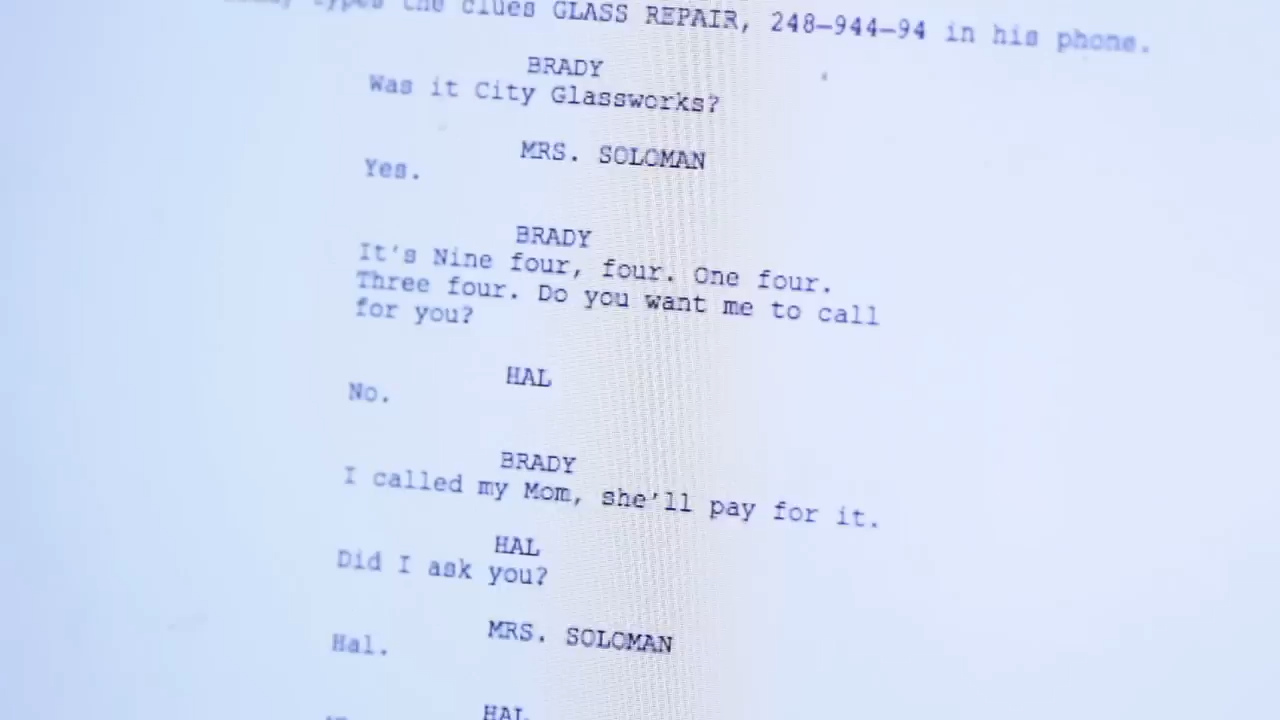 types the clues GLASS REPAIR, 248-944-94 in his phone.
BRADY
Was it City Glassworks?
MRS. SOLOMAN
Yes.
BRADY
It's Nine four, four. One four.
Three four. Do you want me to call
for you?
HAL
No.
BRADY
I called my Mom, she'll pay for it.
HAL
Did I ask you?
MRS. SOLOMAN
Hal.
HAL